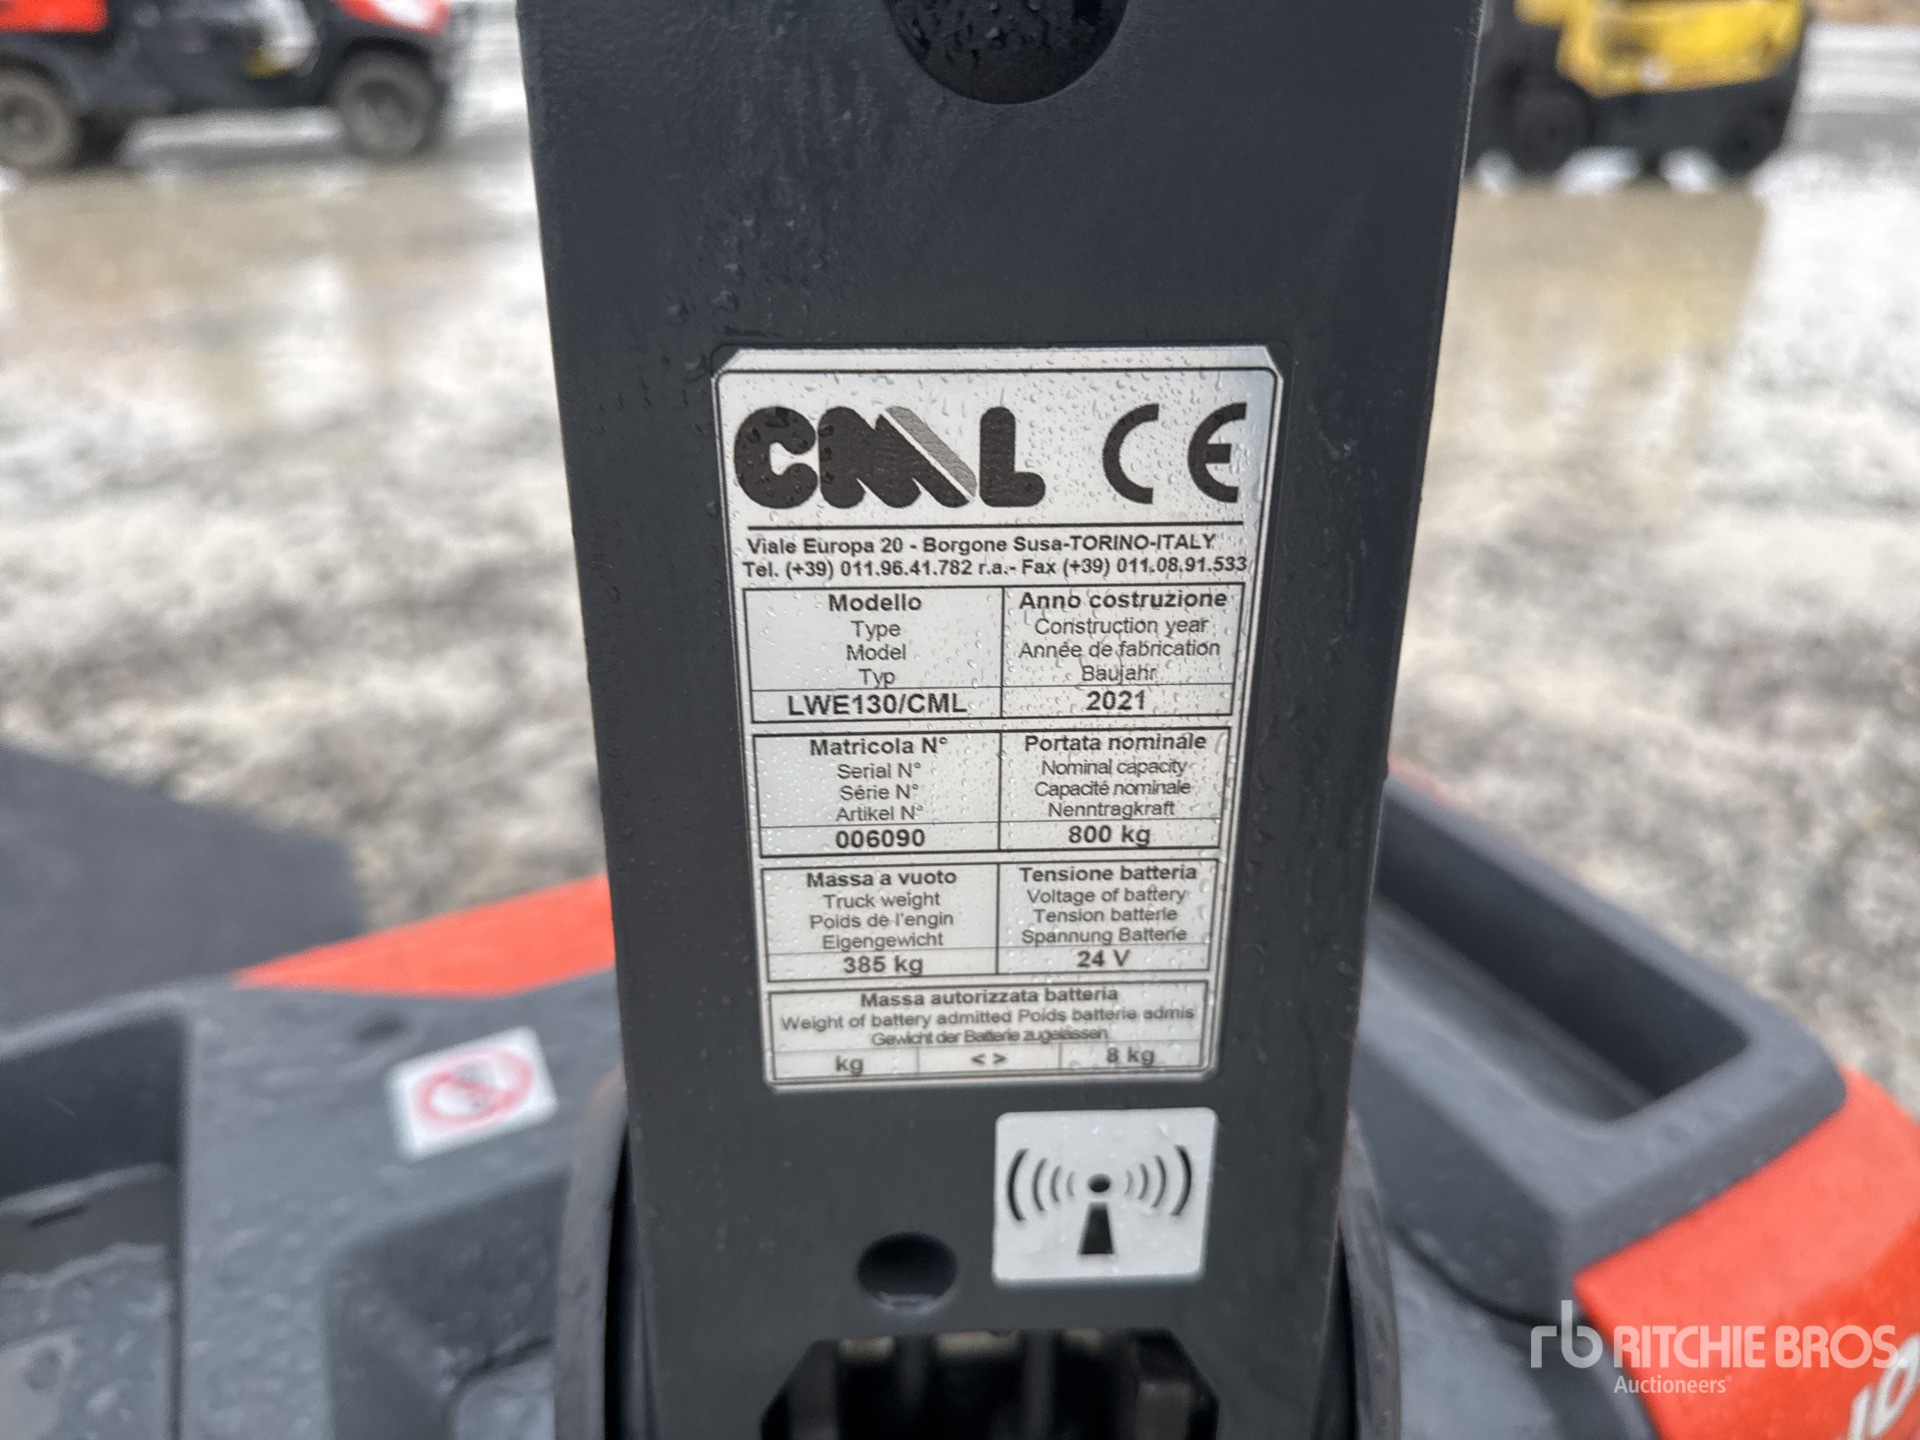 CML CE
Viale Europa 20 - Borgone Susa-TORINO-ITALY
Tel. (+39) 011.96.41.782 r.a.- Fax (+39) 011.08.91.533
Modello
Type
Model
Typ
LWE130/CML
Anno costruzione
Construction year
Année de fabrication
Baujahr
2021
Matricola N°
Serial N°
Série N°
Artikel N°
006090
Portata nominale
Nominal capacity
Capacité nominale
Nenntragkraft
800 kg
Massa a vuoto
Truck weight
Poids de l'engin
Eigengewicht
385 kg
Tensione batteria
Voltage of battery
Tension batterie
Spannung Batterie
24 V
Massa autorizzata batteria
Weight of battery admitted Poids batterie admis
Gewicht der Batterie zugelassen
kg < > 8 kg
rb RITCHIE BROS.
Auctioneers